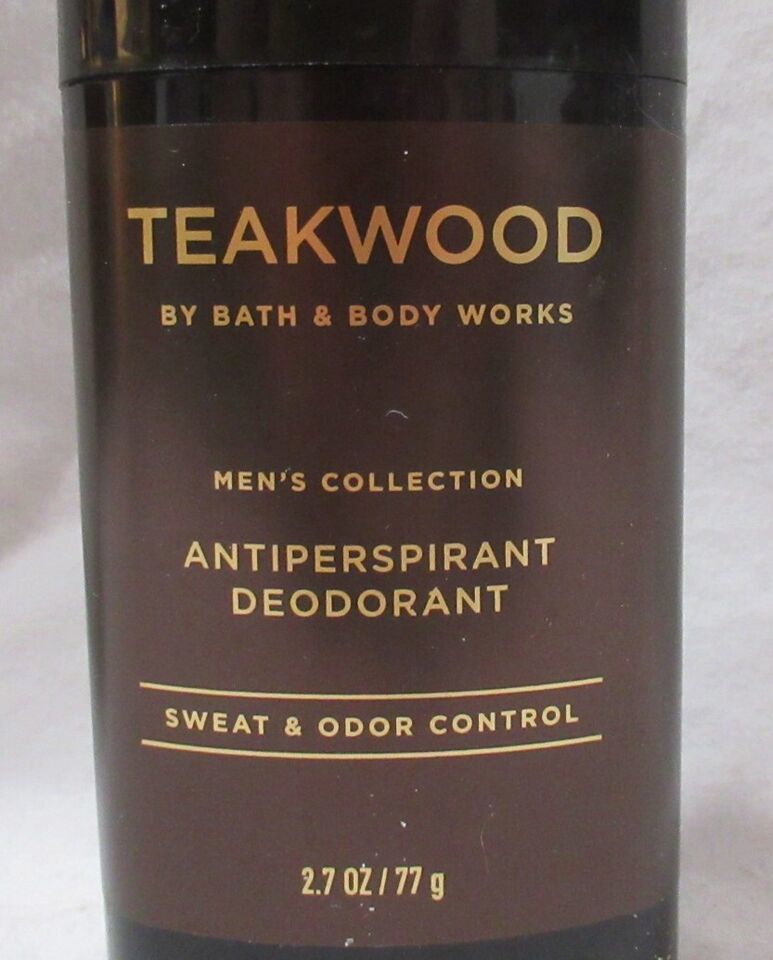 TEAKWOOD
BY BATH & BODY WORKS
MEN'S COLLECTION
ANTIPERSPIRANT
DEODORANT
SWEAT & ODOR CONTROL
2.7 OZ / 77 g